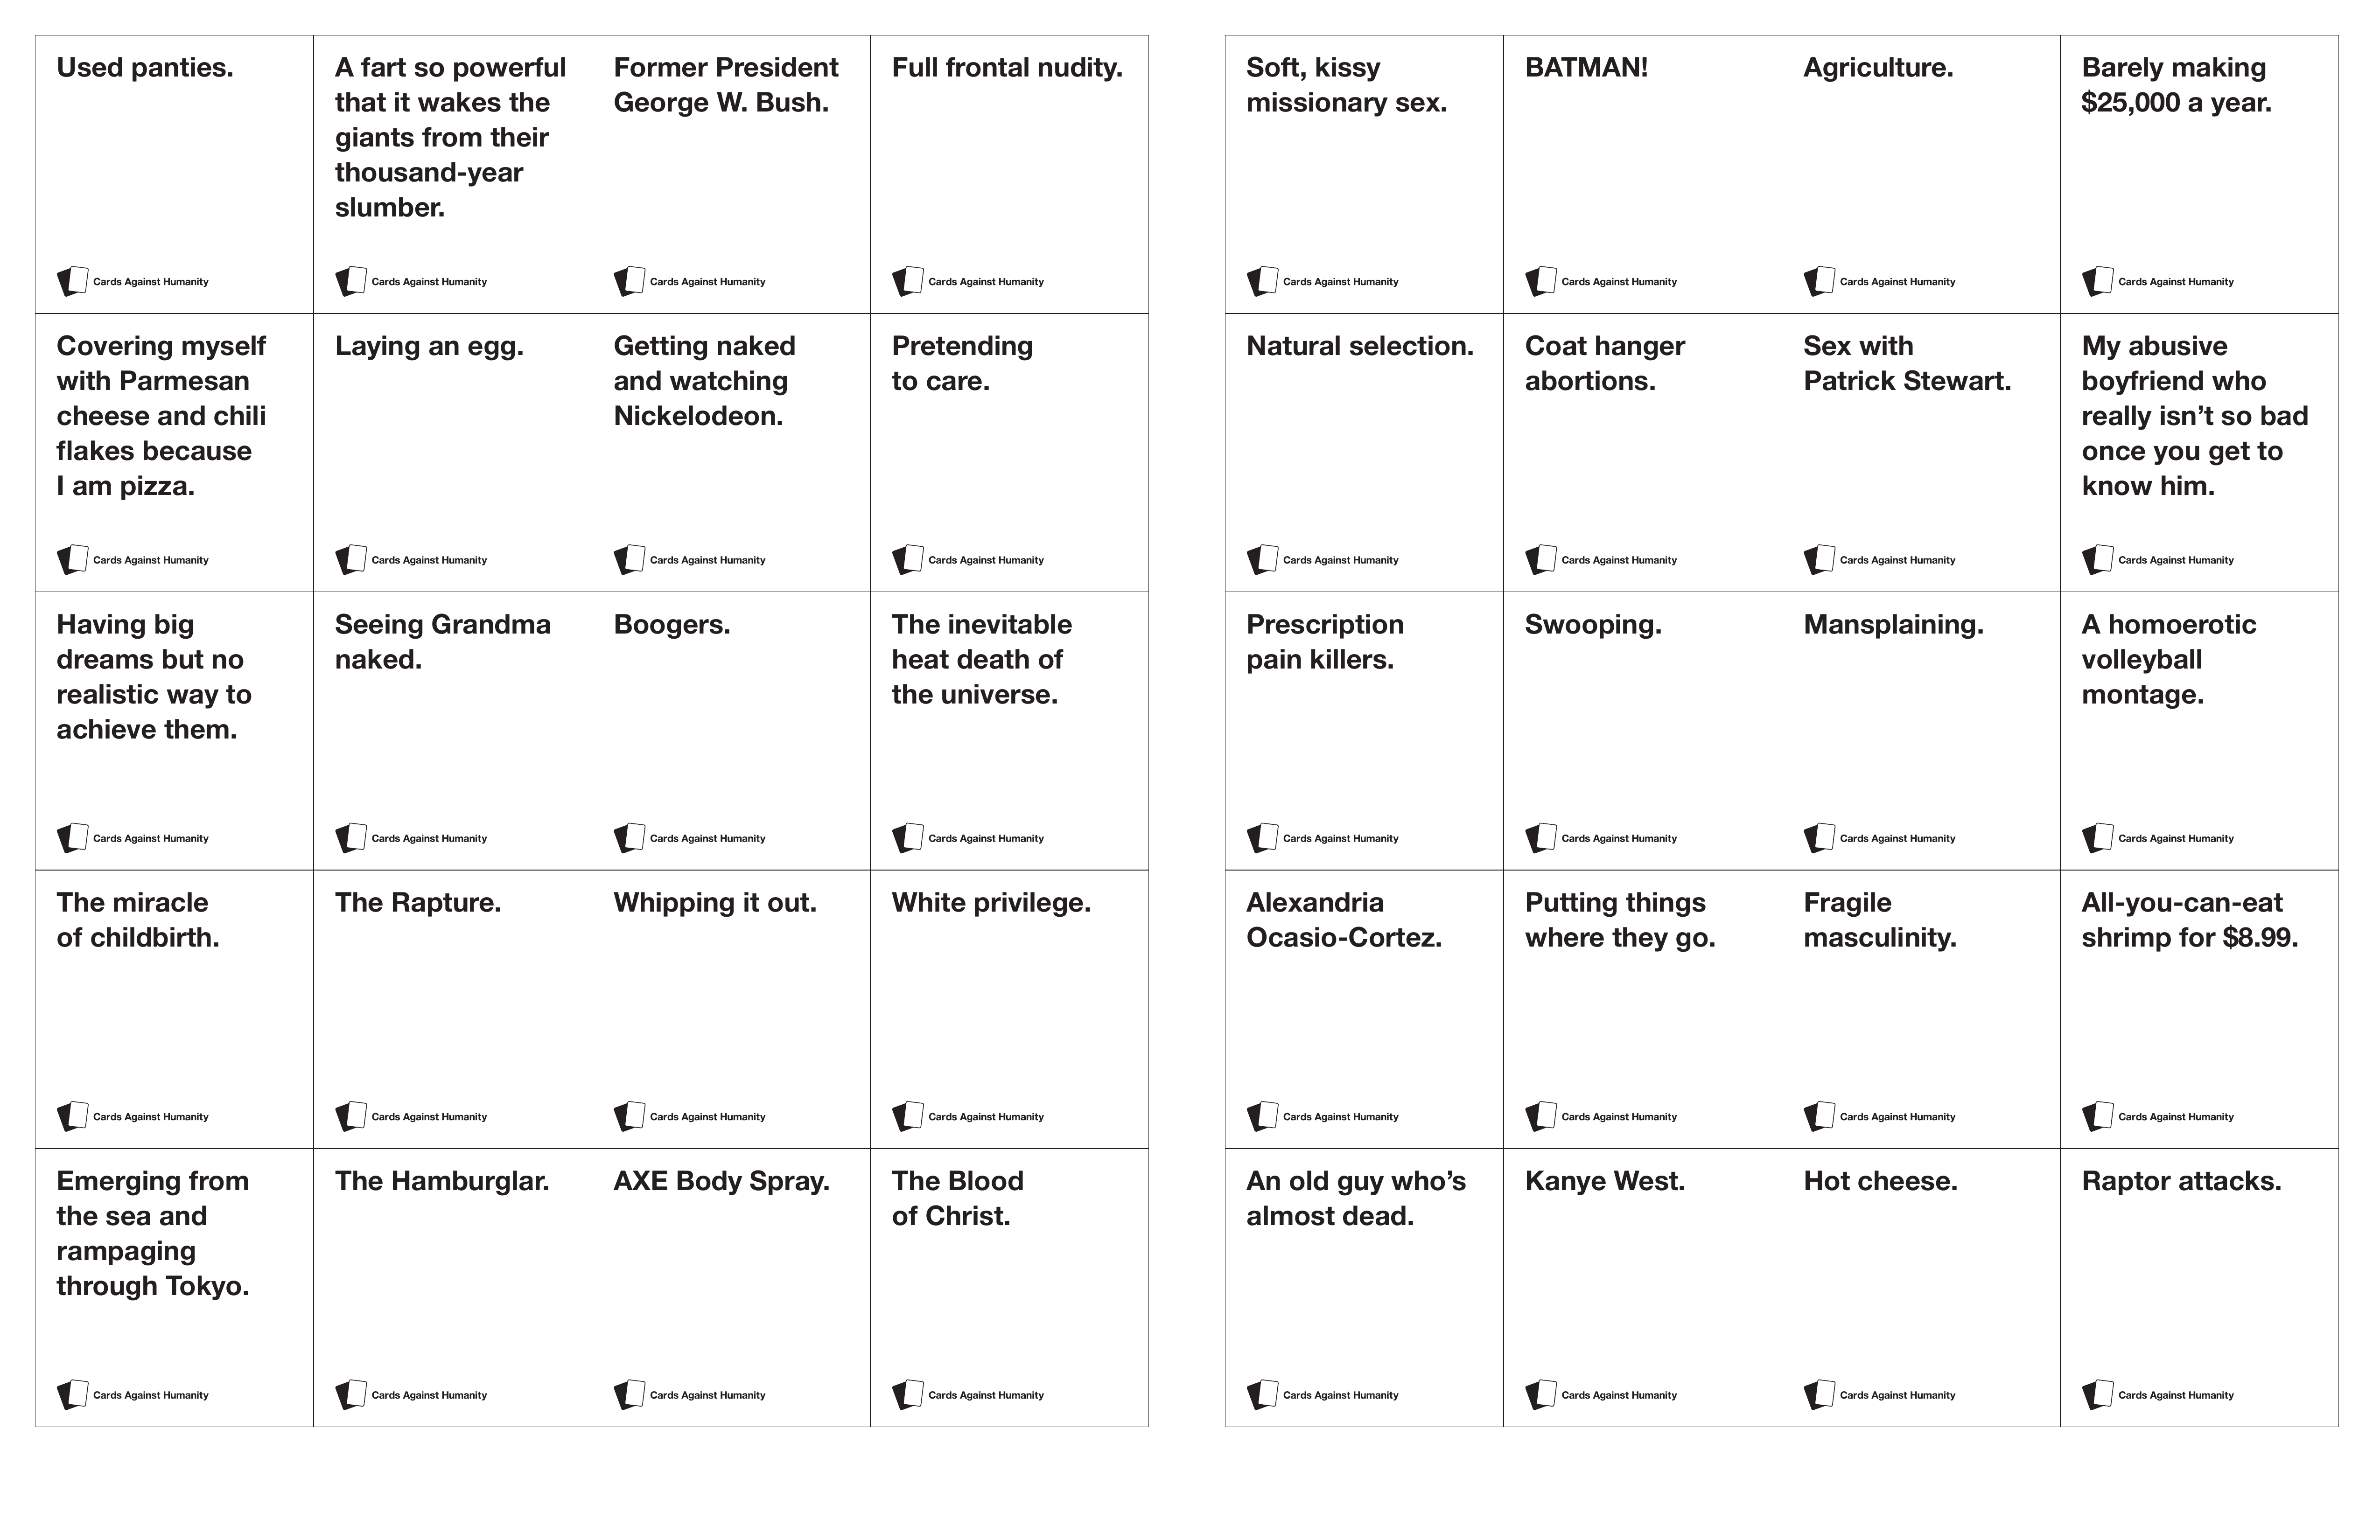 Used panties.
Cards Against Humanity
A fart so powerful
that it wakes the
giants from their
thousand-year
slumber.
Cards Against Humanity
Former President
George W. Bush.
Cards Against Humanity
Full frontal nudity.
Cards Against Humanity
Covering myself
with Parmesan
cheese and chili
flakes because
I am pizza.
Cards Against Humanity
Laying an egg.
Cards Against Humanity
Getting naked
and watching
Nickelodeon.
Cards Against Humanity
Pretending
to care.
Cards Against Humanity
Having big
dreams but no
realistic way to
achieve them.
Cards Against Humanity
Seeing Grandma
naked.
Cards Against Humanity
Boogers.
Cards Against Humanity
The inevitable
heat death of
the universe.
Cards Against Humanity
The miracle
of childbirth.
Cards Against Humanity
The Rapture.
Cards Against Humanity
Whipping it out.
Cards Against Humanity
White privilege.
Cards Against Humanity
Emerging from
the sea and
rampaging
through Tokyo.
Cards Against Humanity
The Hamburglar.
Cards Against Humanity
AXE Body Spray.
Cards Against Humanity
The Blood
of Christ.
Cards Against Humanity
Soft, kissy
missionary sex.
Cards Against Humanity
BATMAN!
Cards Against Humanity
Agriculture.
Cards Against Humanity
Barely making
$25,000 a year.
Cards Against Humanity
Natural selection.
Cards Against Humanity
Coat hanger
abortions.
Cards Against Humanity
Sex with
Patrick Stewart.
Cards Against Humanity
My abusive
boyfriend who
really isn’t so bad
once you get to
know him.
Cards Against Humanity
Prescription
pain killers.
Cards Against Humanity
Swooping.
Cards Against Humanity
Mansplaining.
Cards Against Humanity
A homoerotic
volleyball
montage.
Cards Against Humanity
Alexandria
Ocasio-Cortez.
Cards Against Humanity
Putting things
where they go.
Cards Against Humanity
Fragile
masculinity.
Cards Against Humanity
All-you-can-eat
shrimp for $8.99.
Cards Against Humanity
An old guy who’s
almost dead.
Cards Against Humanity
Kanye West.
Cards Against Humanity
Hot cheese.
Cards Against Humanity
Raptor attacks.
Cards Against Humanity